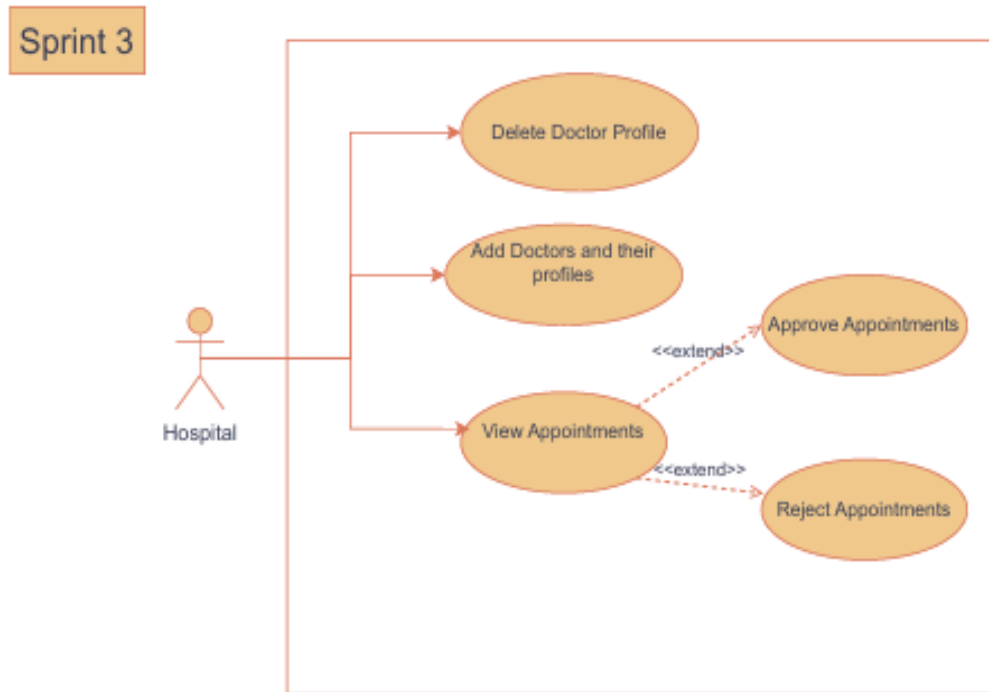 Sprint 3
Delete Doctor Profile
Add Doctors and their
profiles
Approve Appointments
<<extend>>
View Appointments
Hospital
<<extend>>
Reject Appointments